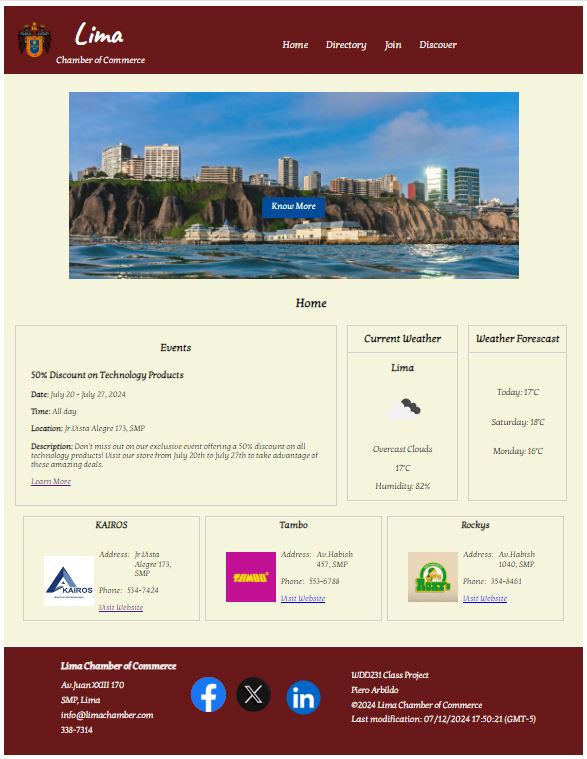 Lima
Chamber of Commerce
Home Directory Join Discover
Know More
Home
Events
50% Discount on Technology Products
Date: July 20 - July 27, 2024
Time: All day
Location: Jr.Vista Alegre 173, SMP
Description: Don't miss out on our exclusive event offering a 50% discount on all
technology products! Visit our store from July 20th to July 27th to take advantage of
these amazing deals.
Learn More
Current Weather
Lima
Overcast Clouds
17°C
Humidity: 82%
Weather Forescast
Today: 17°C
Saturday: 18°C
Monday: 16°C
KAIROS
KAIROS
Address: Jr.Vista
Alegre 173,
SMP
Phone: 534-7424
Visit Website
Tambo
TAMBO+
Address: Av.Habish
457, SMP
Phone: 553-6788
Visit Website
Rockys
Roky's
Address: Av.Habish
1040, SMP
Phone: 354-8461
Visit Website
Lima Chamber of Commerce
Av.Juan XXIII 170
SMP, Lima
info@limachamber.com
338-7314
f
X
in
WDD231 Class Project
Piero Arbildo
©2024 Lima Chamber of Commerce
Last modification: 07/12/2024 17:50:21 (GMT-5)